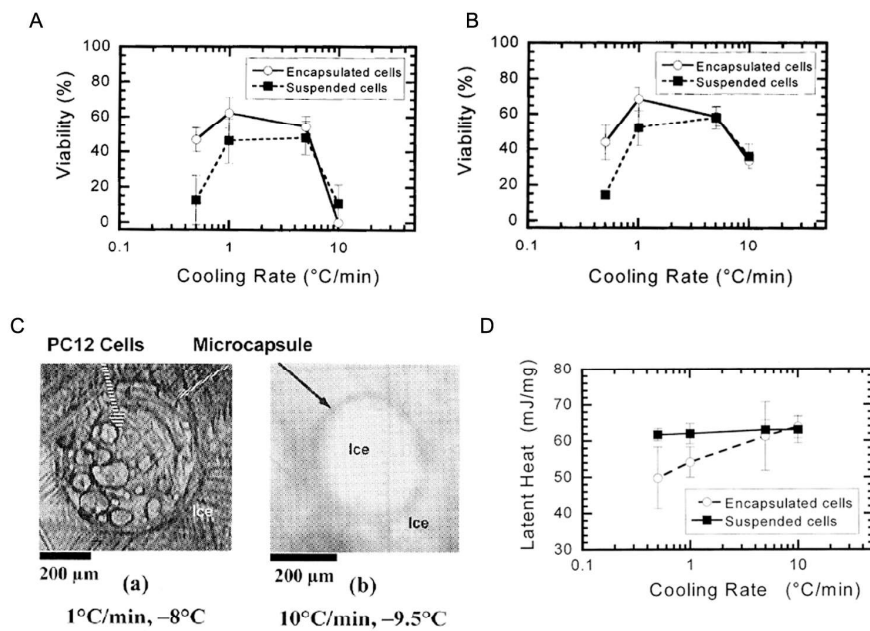 A
100
80
60
40
20
0
Viability (%)
Encapsulated cells
Suspended cells
0.1
1
10
Cooling Rate (°C/min)
B
100
80
60
40
20
0
Viability (%)
Encapsulated cells
Suspended cells
0.1
1
10
Cooling Rate (°C/min)
C
PC12 Cells
Microcapsule
Ice
200 μm
(a)
1°C/min, −8°C
Ice
Ice
200 μm
(b)
10°C/min, −9.5°C
D
80
70
60
50
40
30
Latent Heat (mJ/mg)
Encapsulated cells
Suspended cells
0.1
1
10
Cooling Rate (°C/min)